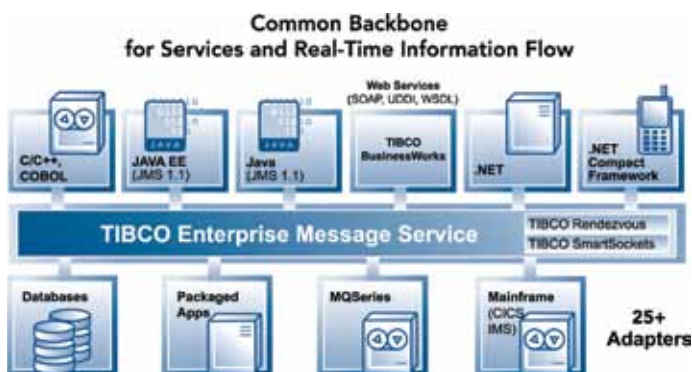 Common Backbone
for Services and Real-Time Information Flow
Web Services
(SOAP, UDDI, WSDL)
C/C++,
COBOL
JAVA
JAVA EE
(JMS 1.1)
JAVA
Java
(JMS 1.1)
TIBCO
BusinessWorks
.NET
.NET
Compact
Framework
TIBCO Enterprise Message Service
TIBCO Rendezvous
TIBCO SmartSockets
Databases
Packaged
Apps
MQSeries
Mainframe
(CICS,
IMS)
25+
Adapters